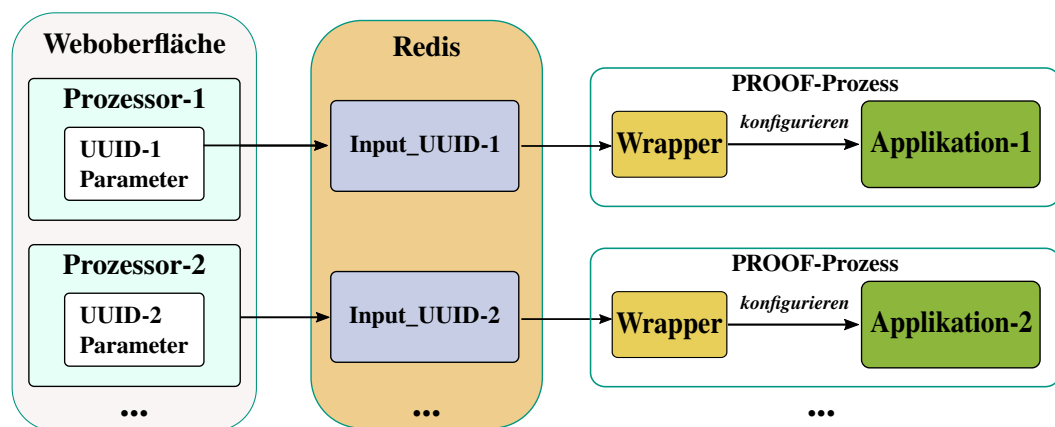 Weboberfläche
Prozessor-1
UUID-1
Parameter
Prozessor-2
UUID-2
Parameter
...
Redis
Input_UUID-1
Input_UUID-2
...
PROOF-Prozess
Wrapper
konfigurieren
Applikation-1
PROOF-Prozess
Wrapper
konfigurieren
Applikation-2
...